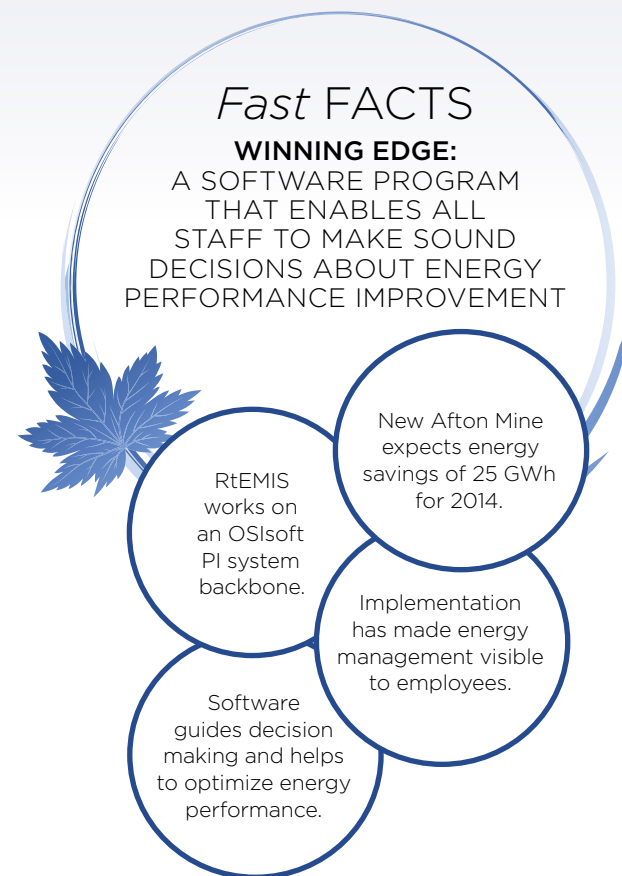 Fast FACTS
WINNING EDGE:
A SOFTWARE PROGRAM
THAT ENABLES ALL
STAFF TO MAKE SOUND
DECISIONS ABOUT ENERGY
PERFORMANCE IMPROVEMENT
New Afton Mine
expects energy
savings of 25 GWh
for 2014.
RtEMIS
works on
an OSIsoft
PI system
backbone.
Implementation
has made energy
management visible
to employees.
Software
guides decision
making and helps
to optimize energy
performance.